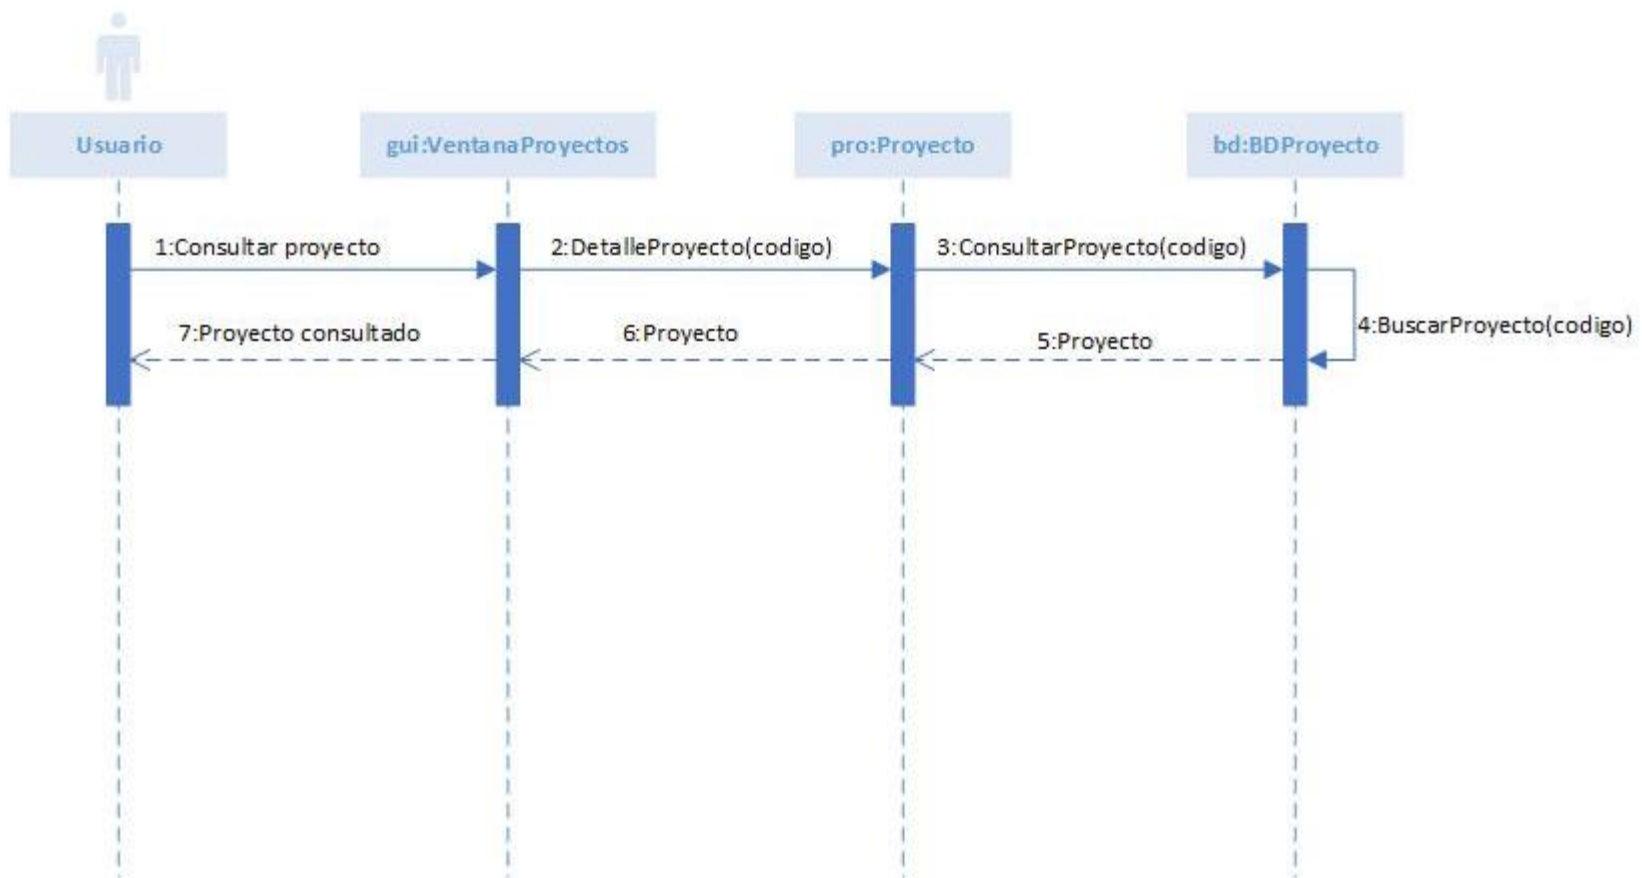 Usuario
gui:VentanaProyectos
pro:Proyecto
bd:BDProyecto
1:Consultar proyecto
2:DetalleProyecto(codigo)
3:ConsultarProyecto(codigo)
4:BuscarProyecto(codigo)
7:Proyecto consultado
6:Proyecto
5:Proyecto